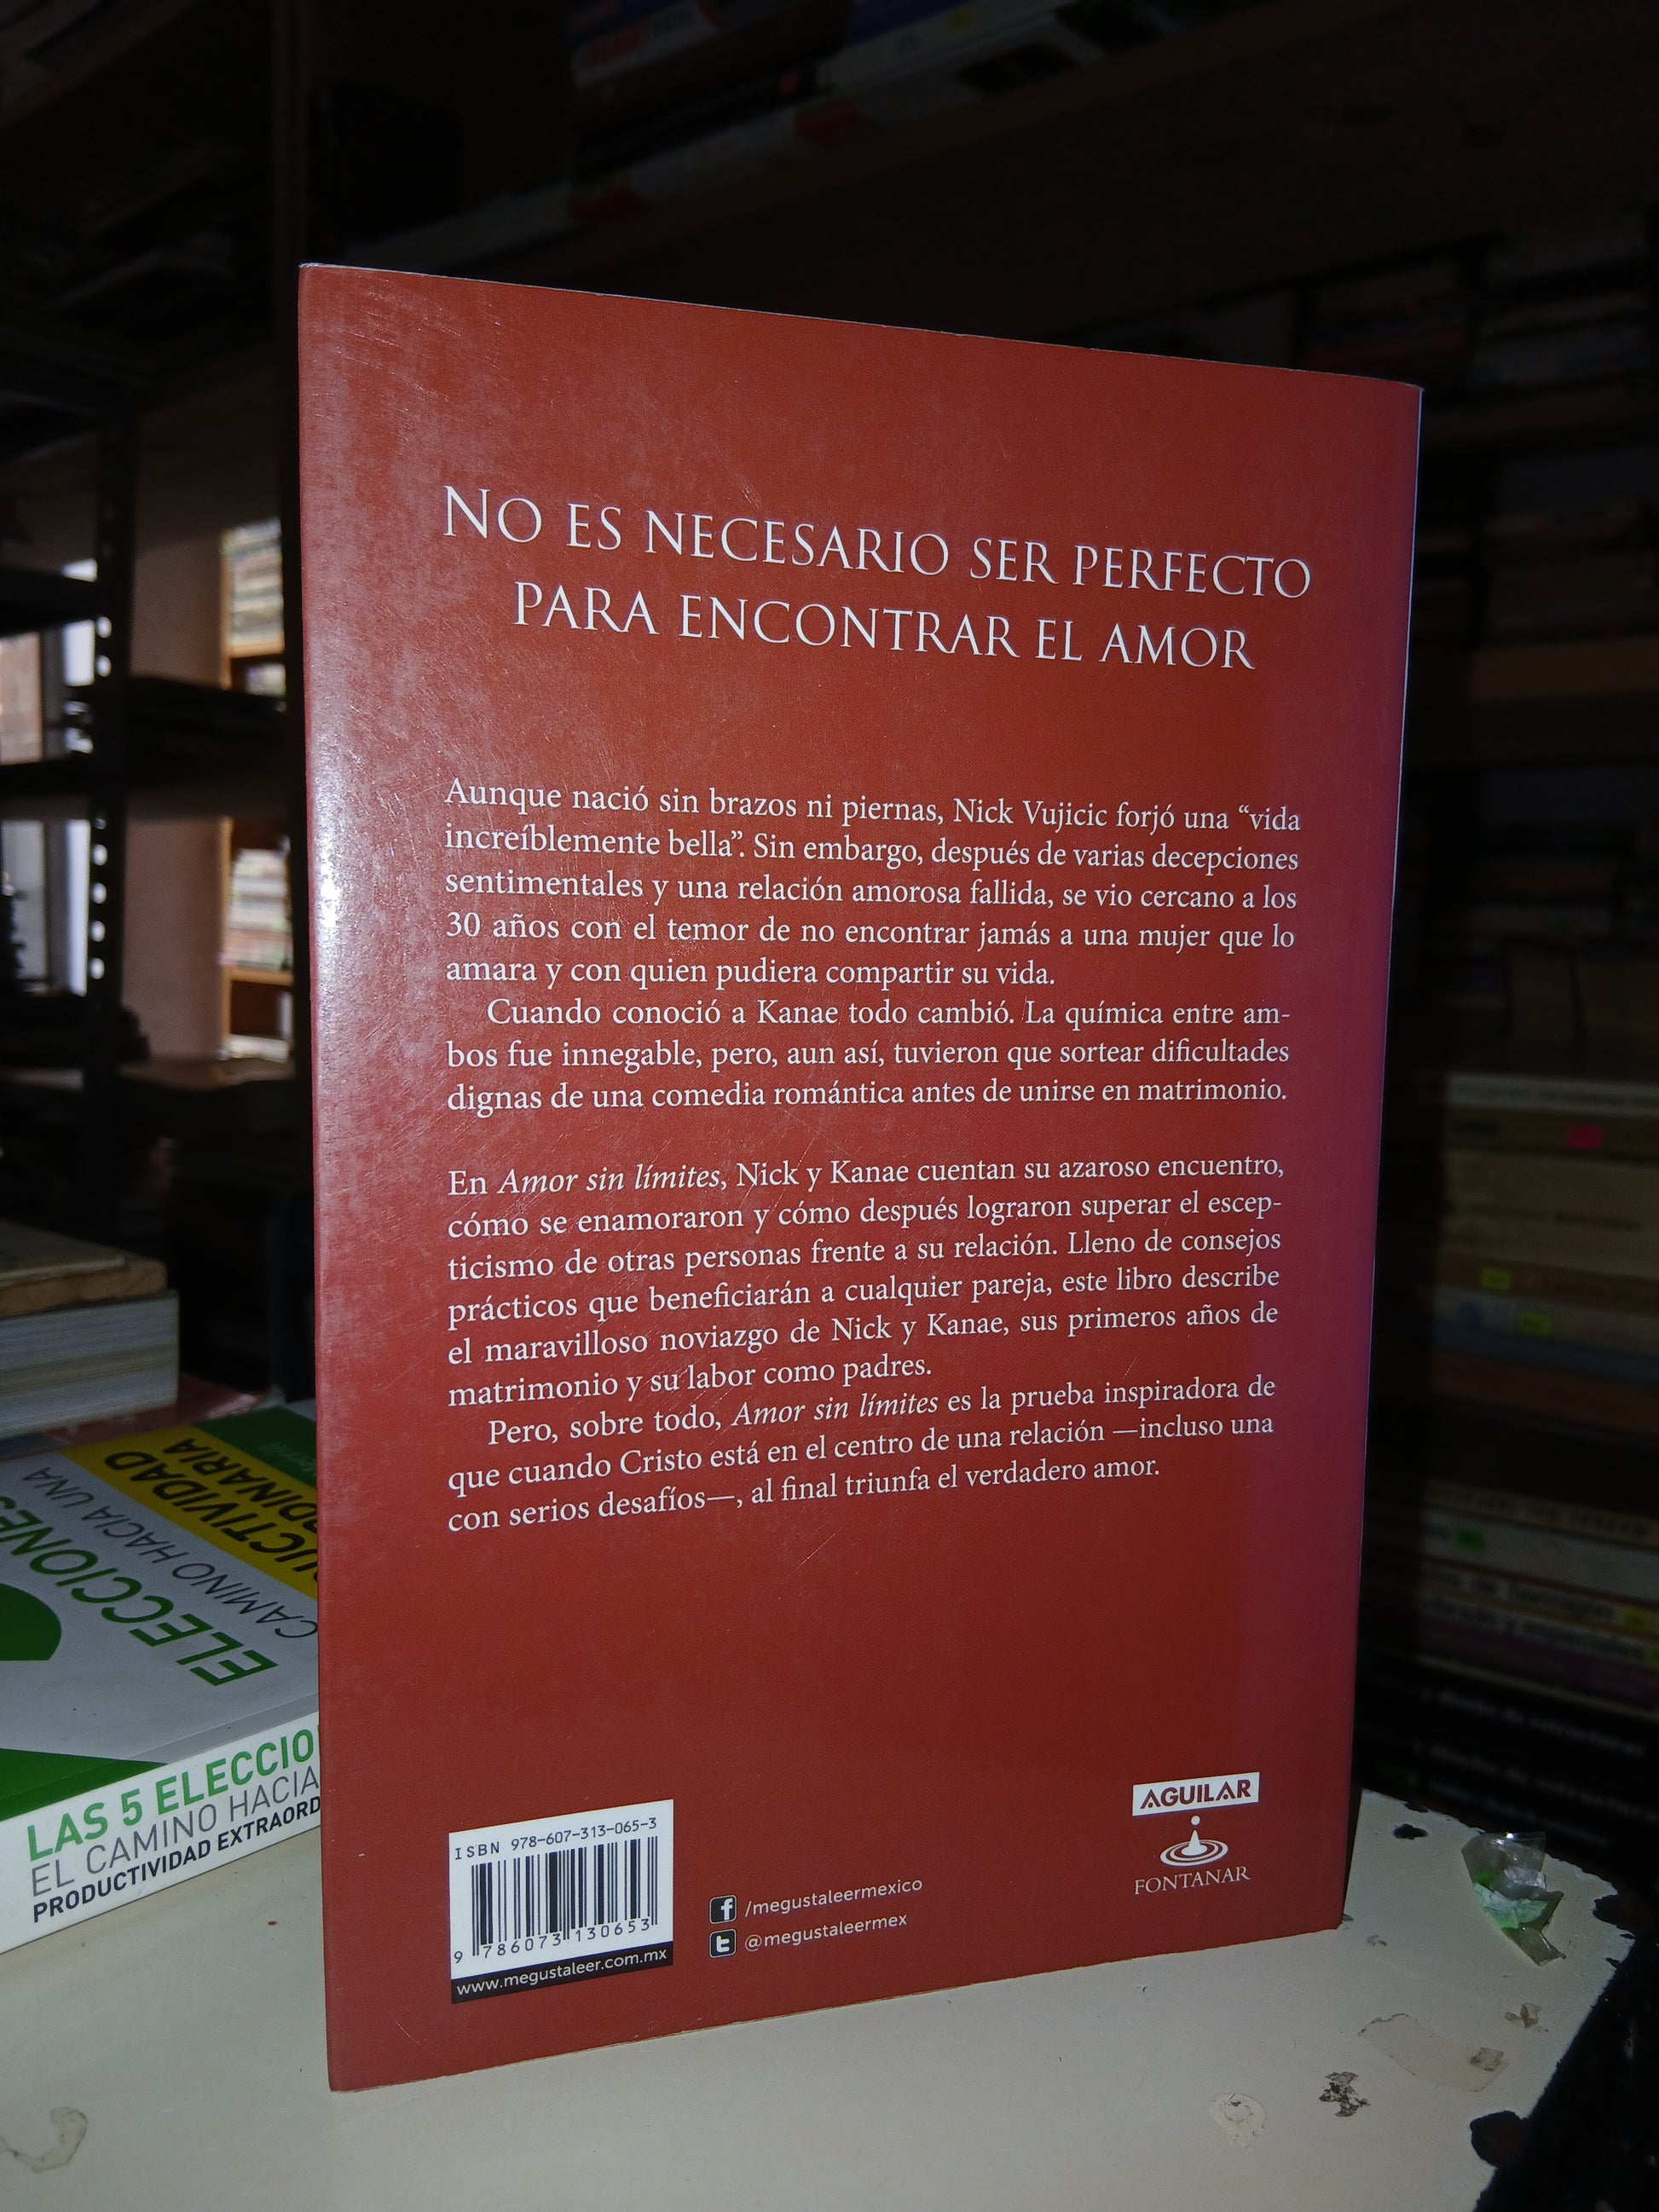 NO ES NECESARIO SER PERFECTO
PARA ENCONTRAR EL AMOR
Aunque nació sin brazos ni piernas, Nick Vujicic forjó una “vida
increíblemente bella”. Sin embargo, después de varias decepciones
sentimentales y una relación amorosa fallida, se vio cercano a los
30 años con el temor de no encontrar jamás a una mujer que lo
amara y con quien pudiera compartir su vida.
Cuando conoció a Kanae todo cambió. La química entre am-
bos fue innegable, pero, aun así, tuvieron que sortear dificultades
dignas de una comedia romántica antes de unirse en matrimonio.
En Amor sin límites, Nick y Kanae cuentan su azaroso encuentro,
cómo se enamoraron y cómo después lograron superar el escep-
ticismo de otras personas frente a su relación. Lleno de consejos
prácticos que beneficiarán a cualquier pareja, este libro describe
el maravilloso noviazgo de Nick y Kanae, sus primeros años de
matrimonio y su labor como padres.
Pero, sobre todo, Amor sin límites es la prueba inspiradora de
que cuando Cristo está en el centro de una relación —incluso una
con serios desafíos—, al final triunfa el verdadero amor.
ISBN 978-607-313-065-3
9 786073 130653
www.megustaleer.com.mx
/megustaleermexico
@megustaleermex
AGUILAR
FONTANAR
ELECCIONES
CAMINO HACIA UNA
UCTIVIDAD
DINARIA
LAS 5 ELECCIO
EL CAMINO HACIA
PRODUCTIVIDAD EXTRAORD